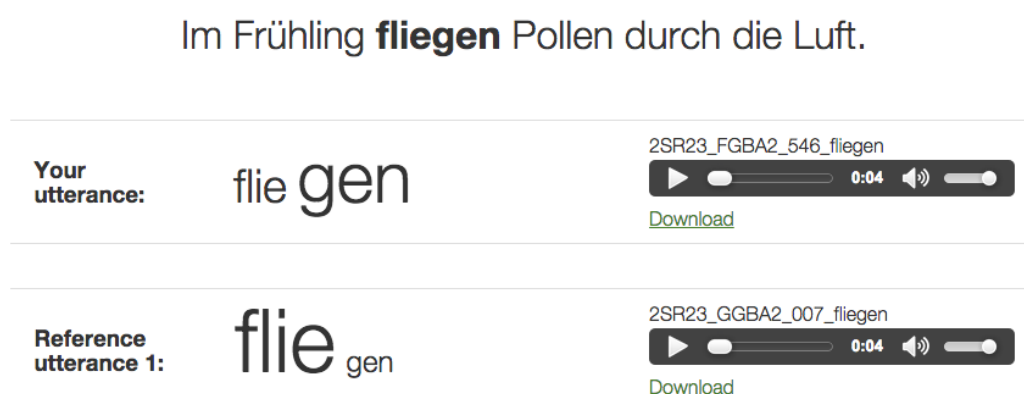 Im Frühling fliegen Pollen durch die Luft.
2SR23_FGBA2_546_fliegen
Your
utterance:
flie gen
0:04
Download
2SR23_GGBA2_007_fliegen
Reference
utterance 1:
flie gen
0:04
Download